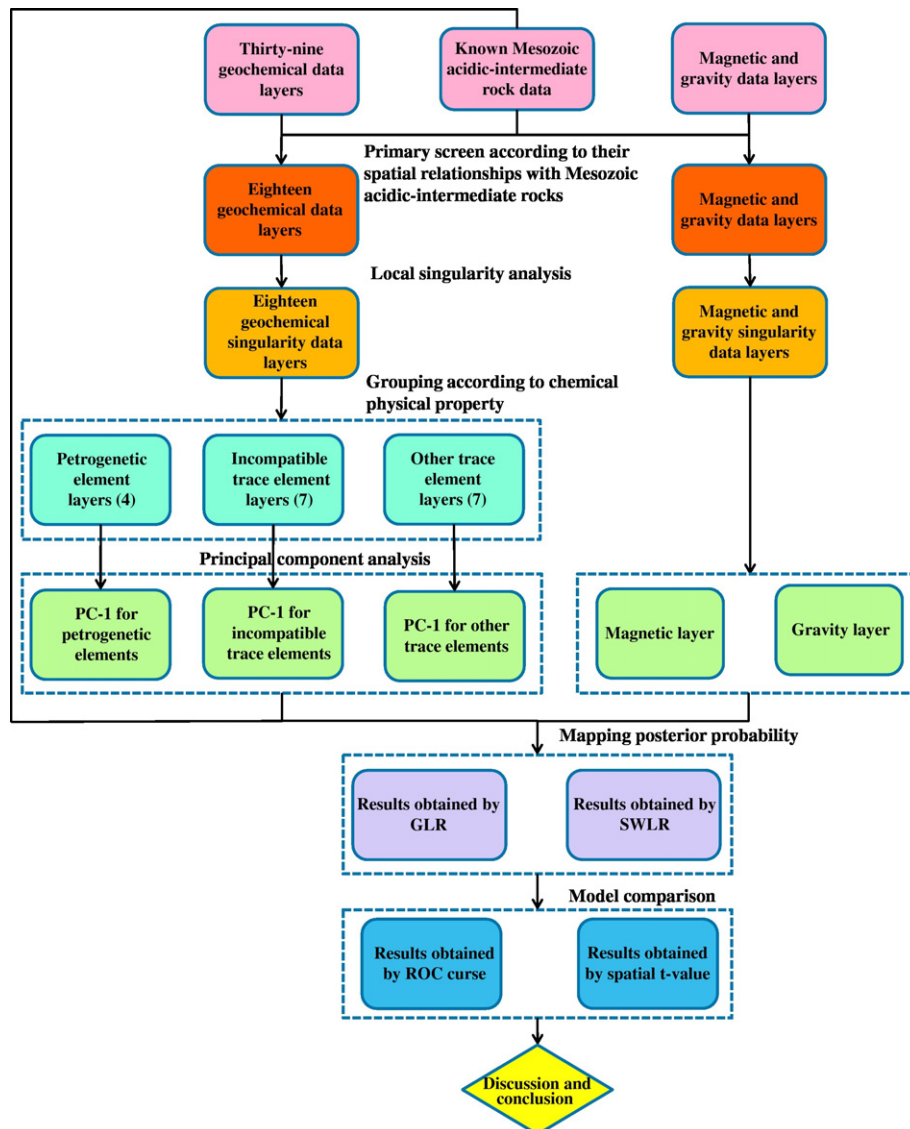 Thirty-nine
geochemical data
layers
Known Mesozoic
acidic-intermediate
rock data
Magnetic and
gravity data layers
Primary screen according to their
spatial relationships with Mesozoic
acidic-intermediate rocks
Eighteen
geochemical data
layers
Magnetic and
gravity data layers
Local singularity analysis
Eighteen
geochemical
singularity data
layers
Magnetic and
gravity singularity
data layers
Grouping according to chemical
physical property
Petrogenetic
element
layers (4)
Incompatible
trace element
layers (7)
Other trace
element
layers (7)
Principal component analysis
PC-1 for
petrogenetic
elements
PC-1 for
incompatible
trace elements
PC-1 for other
trace elements
Magnetic layer
Gravity layer
Mapping posterior probability
Results obtained by
GLR
Results obtained by
SWLR
Model comparison
Results obtained
by ROC curse
Results obtained
by spatial t-value
Discussion and
conclusion